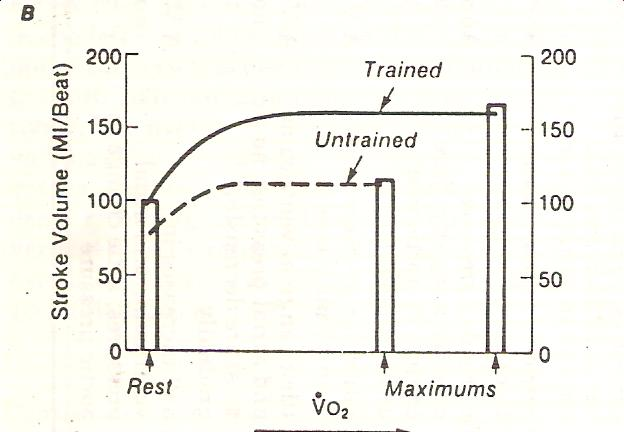 B
Stroke Volume (Ml/Beat)
200
150
100
50
0
200
150
100
50
0
Trained
Untrained
Rest
Maximums
V̇O₂